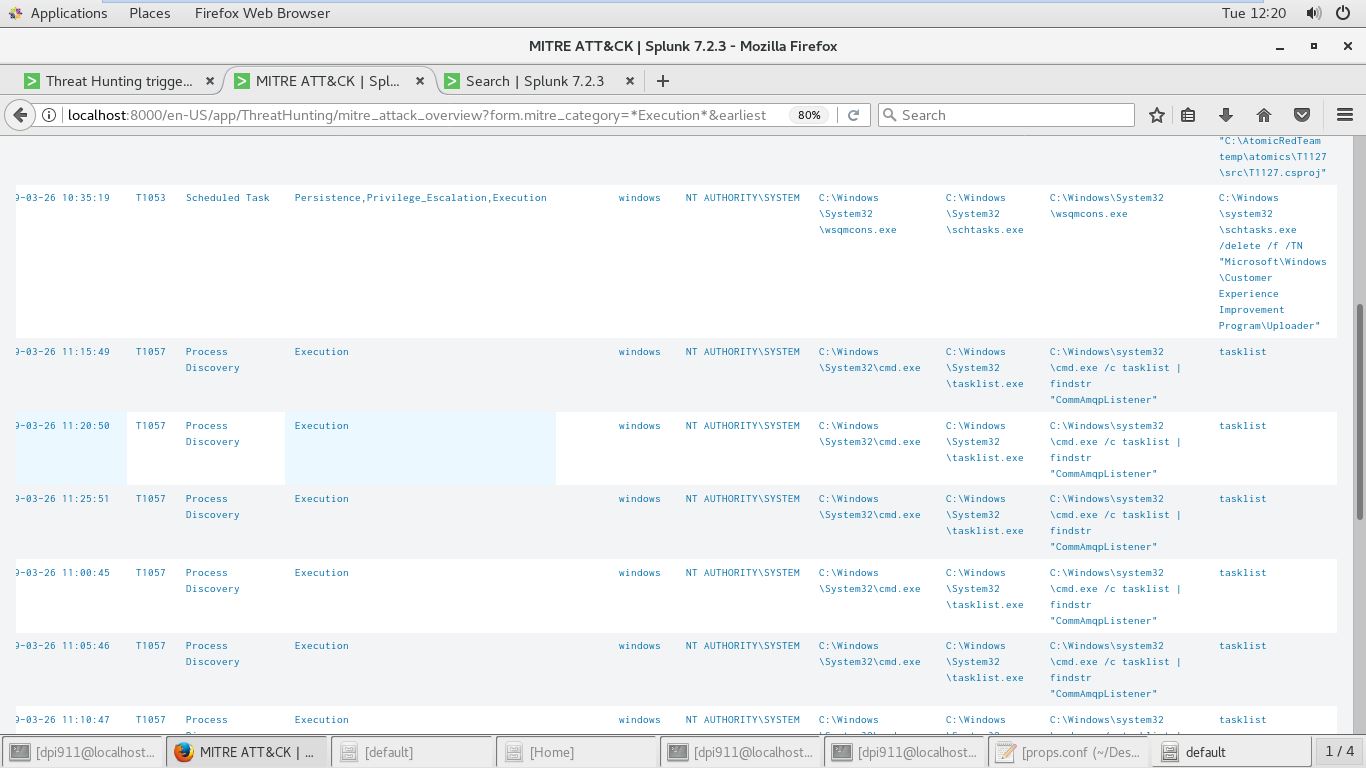 Applications Places Firefox Web Browser Tue 12:20
MITRE ATT&CK | Splunk 7.2.3 - Mozilla Firefox
Threat Hunting trigge... MITRE ATT&CK | Spl... Search | Splunk 7.2.3
localhost:8000/en-US/app/ThreatHunting/mitre_attack_overview?form.mitre_category=*Execution*&earliest 80% Search
"C:\AtomicRedTeam
temp\atomics\T1127
\src\T1127.csproj"
9-03-26 10:35:19 T1053 Scheduled Task Persistence,Privilege_Escalation,Execution windows NT AUTHORITY\SYSTEM C:\Windows C:\Windows C:\Windows\System32 C:\Windows
\System32 \System32 \wsqmcons.exe \system32
\wsqmcons.exe \schtasks.exe \schtasks.exe
/delete /f /TN
"Microsoft\Windows
\Customer
Experience
Improvement
Program\Uploader"
9-03-26 11:15:49 T1057 Process Execution windows NT AUTHORITY\SYSTEM C:\Windows C:\Windows C:\Windows\system32 tasklist
Discovery \System32\cmd.exe \System32 \cmd.exe /c tasklist |
\tasklist.exe findstr
"CommAmqpListener"
9-03-26 11:20:50 T1057 Process Execution windows NT AUTHORITY\SYSTEM C:\Windows C:\Windows C:\Windows\system32 tasklist
Discovery \System32\cmd.exe \System32 \cmd.exe /c tasklist |
\tasklist.exe findstr
"CommAmqpListener"
9-03-26 11:25:51 T1057 Process Execution windows NT AUTHORITY\SYSTEM C:\Windows C:\Windows C:\Windows\system32 tasklist
Discovery \System32\cmd.exe \System32 \cmd.exe /c tasklist |
\tasklist.exe findstr
"CommAmqpListener"
9-03-26 11:00:45 T1057 Process Execution windows NT AUTHORITY\SYSTEM C:\Windows C:\Windows C:\Windows\system32 tasklist
Discovery \System32\cmd.exe \System32 \cmd.exe /c tasklist |
\tasklist.exe findstr
"CommAmqpListener"
9-03-26 11:05:46 T1057 Process Execution windows NT AUTHORITY\SYSTEM C:\Windows C:\Windows C:\Windows\system32 tasklist
Discovery \System32\cmd.exe \System32 \cmd.exe /c tasklist |
\tasklist.exe findstr
"CommAmqpListener"
9-03-26 11:10:47 T1057 Process Execution windows NT AUTHORITY\SYSTEM C:\Windows C:\Windows C:\Windows\system32 tasklist
[dpi911@localhost... MITRE ATT&CK | ... [default] [Home] [dpi911@localhost... [dpi911@localhost... [props.conf (~/Des... default 1 / 4